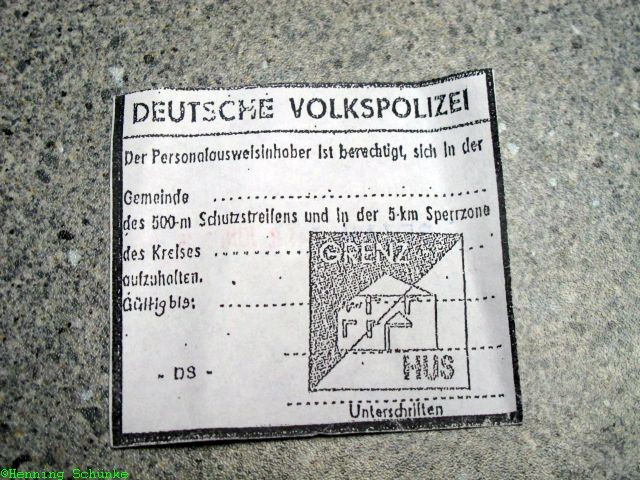 DEUTSCHE VOLKSPOLIZEI
Der Personalausweisinhaber ist berechtigt, sich in der
Gemeinde ..............................
des 500-m Schutzstreifens und in der 5-km Sperrzone
des Kreises ..............................
aufzuhalten.
Gültig bis: ..............................
GRENZ
HUS
- DS -
Unterschriften
©Henning Schünke